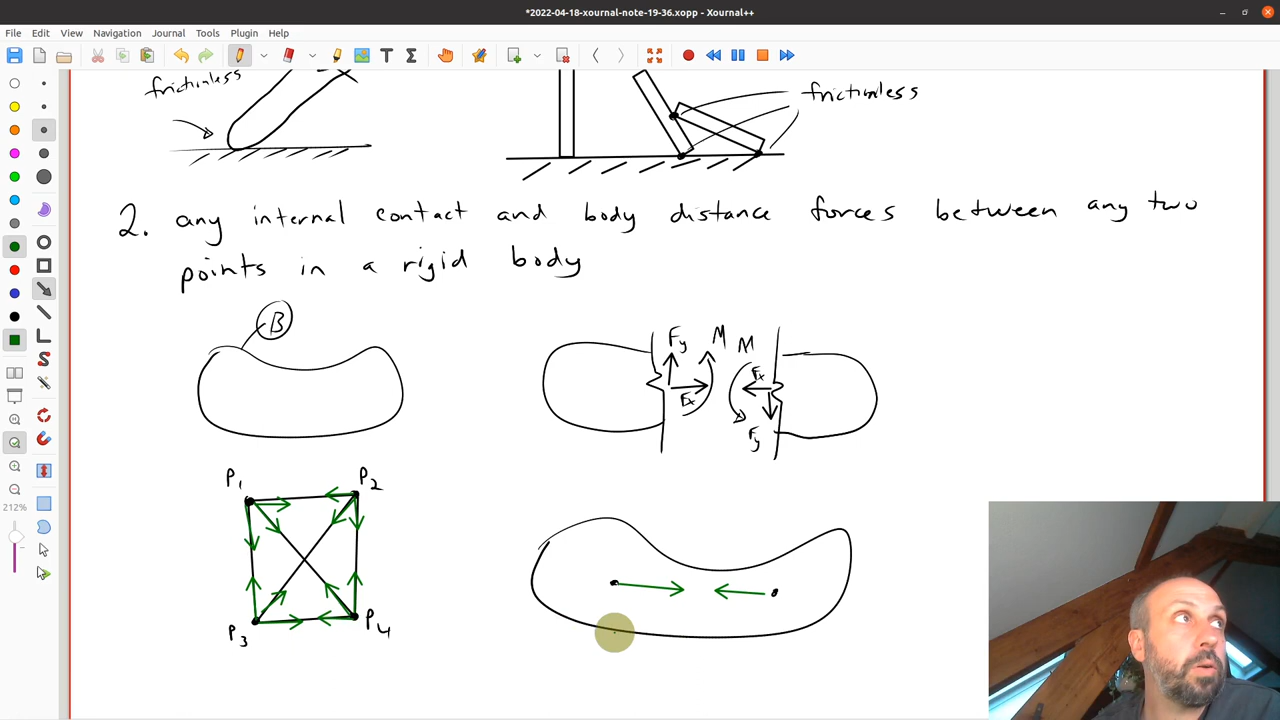 *2022-04-18-xournal-note-19-36.xopp - Xournal++
File Edit View Navigation Journal Tools Plugin Help
frictionless
frictionless
2. any internal contact and body distance forces between any two
points in a rigid body
B
Fy M M
Fx Fx
Fy
P1 P2
P3 P4
212%